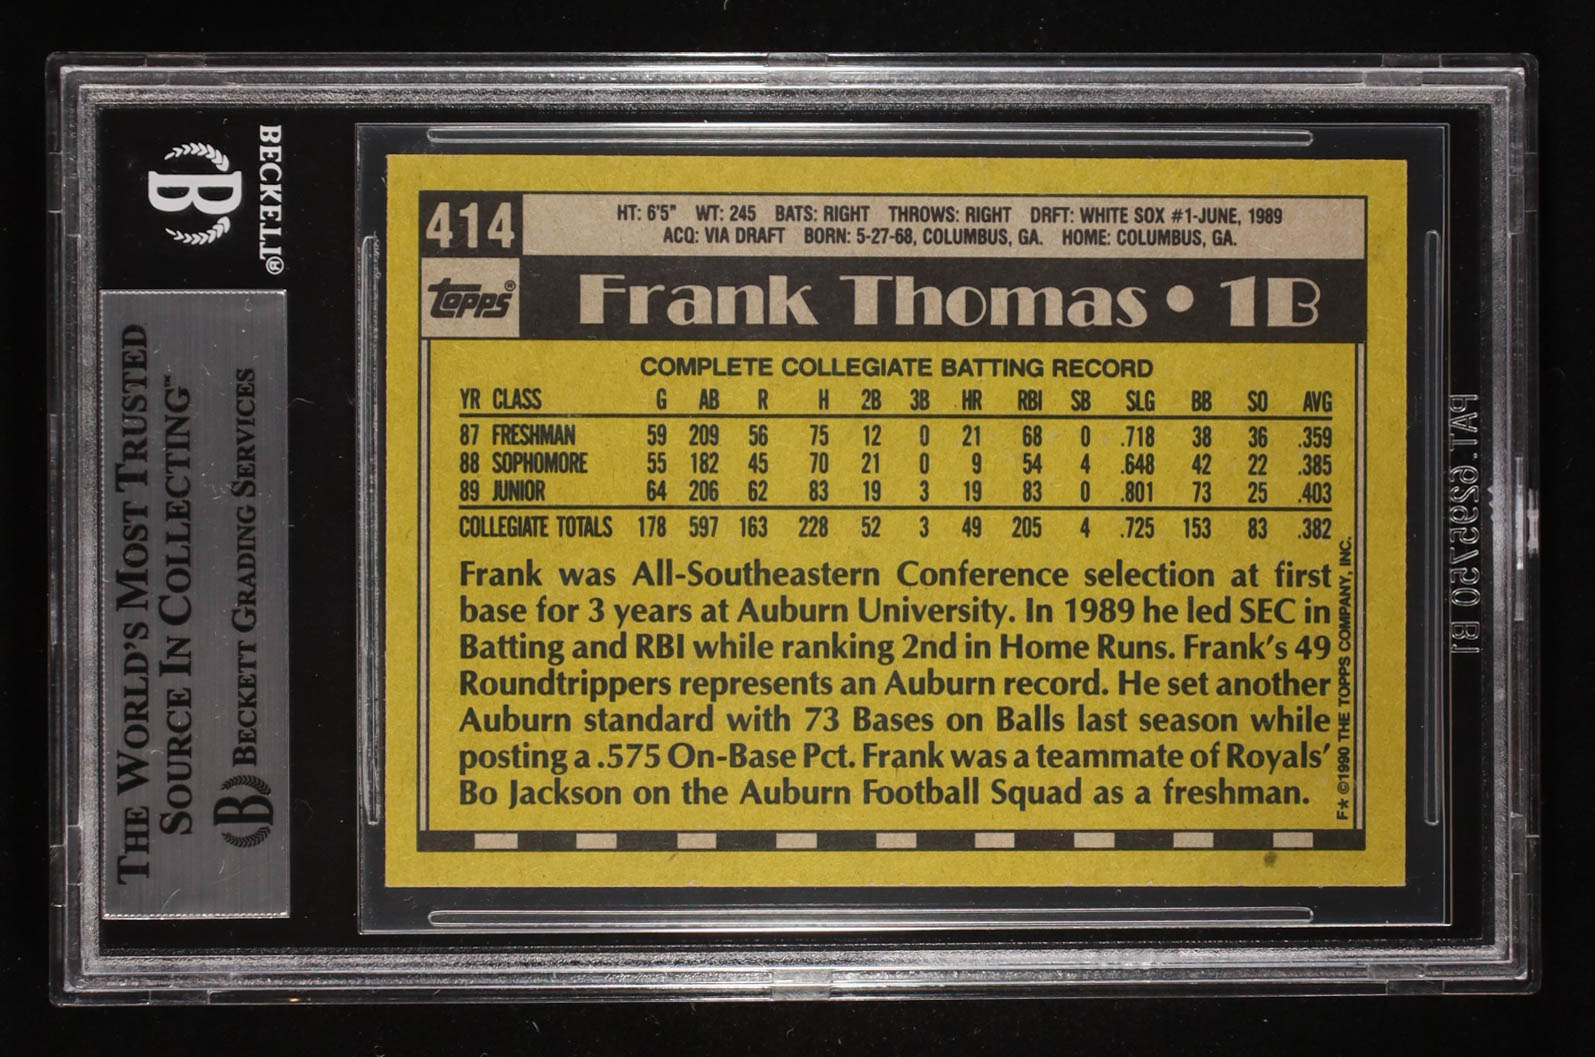 BECKETT®
B
THE WORLD'S MOST TRUSTED
SOURCE IN COLLECTING™
B BECKETT GRADING SERVICES
414
HT: 6'5" WT: 245 BATS: RIGHT THROWS: RIGHT DRFT: WHITE SOX #1-JUNE, 1989
ACQ: VIA DRAFT BORN: 5-27-68, COLUMBUS, GA. HOME: COLUMBUS, GA.
topps®
Frank Thomas • 1B
COMPLETE COLLEGIATE BATTING RECORD
YR CLASS G AB R H 2B 3B HR RBI SB SLG BB SO AVG
87 FRESHMAN 59 209 56 75 12 0 21 68 0 .718 38 36 .359
88 SOPHOMORE 55 182 45 70 21 0 9 54 4 .648 42 22 .385
89 JUNIOR 64 206 62 83 19 3 19 83 0 .801 73 25 .403
COLLEGIATE TOTALS 178 597 163 228 52 3 49 205 4 .725 153 83 .382
Frank was All-Southeastern Conference selection at first
base for 3 years at Auburn University. In 1989 he led SEC in
Batting and RBI while ranking 2nd in Home Runs. Frank's 49
Roundtrippers represents an Auburn record. He set another
Auburn standard with 73 Bases on Balls last season while
posting a .575 On-Base Pct. Frank was a teammate of Royals'
Bo Jackson on the Auburn Football Squad as a freshman.
F* ©1990 THE TOPPS COMPANY, INC.